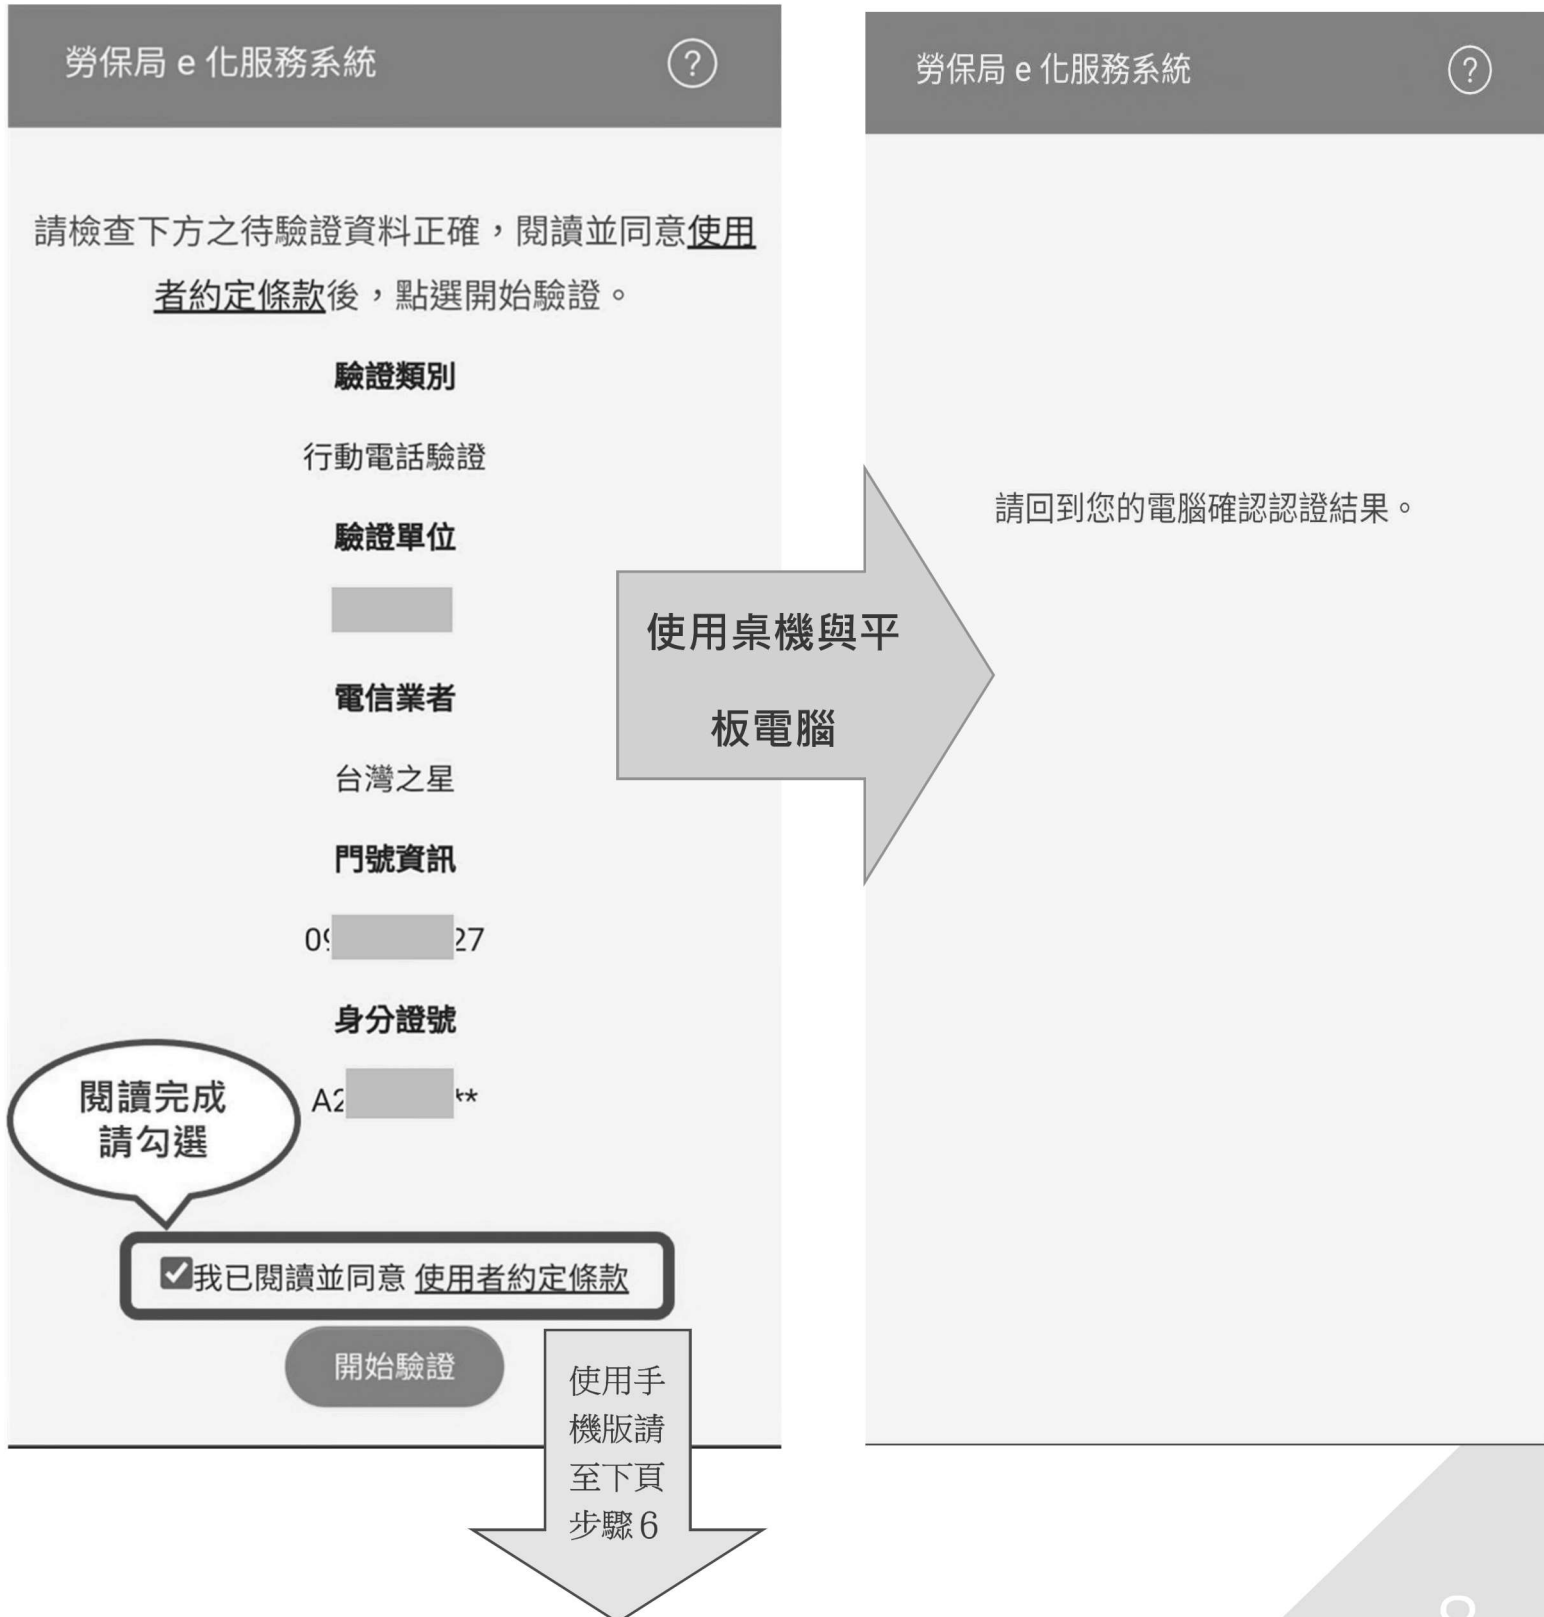 勞保局 e 化服務系統
?
請檢查下方之待驗證資料正確，閱讀並同意使用
者約定條款後，點選開始驗證。
驗證類別
行動電話驗證
驗證單位
電信業者
台灣之星
門號資訊
09 27
身分證號
A2 **
閱讀完成
請勾選
我已閱讀並同意 使用者約定條款
開始驗證
使用手
機版請
至下頁
步驟6
使用桌機與平
板電腦
勞保局 e 化服務系統
?
請回到您的電腦確認認證結果。